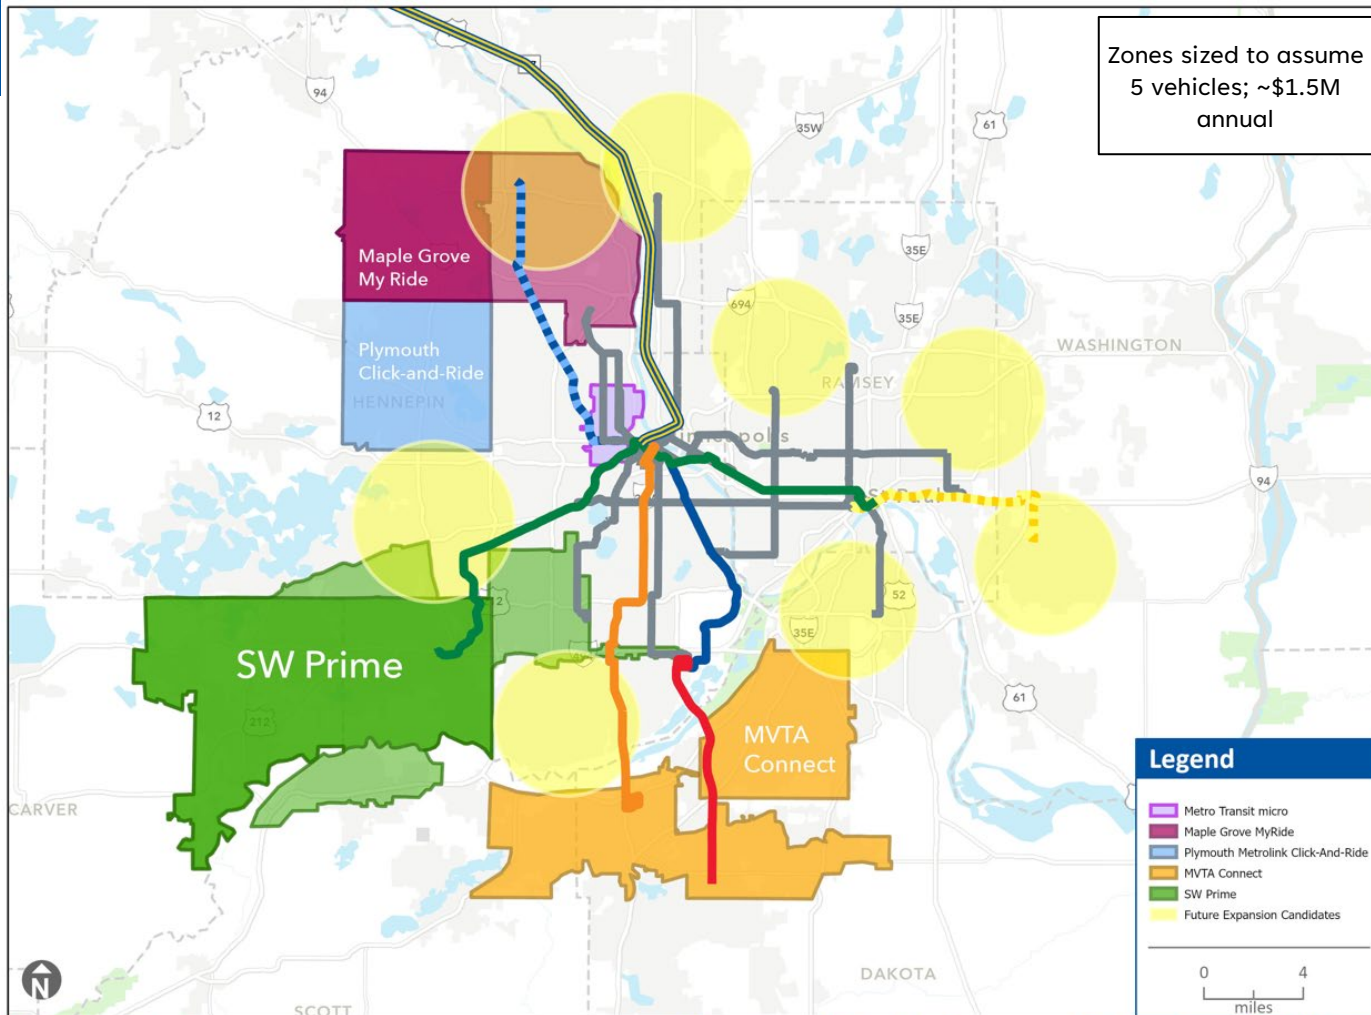 Zones sized to assume
5 vehicles; ~$1.5M
annual
94
35W
61
35E
694
35E
Maple Grove
My Ride
WASHINGTON
Plymouth
Click-and-Ride
HENNEPIN
RAMSEY
12
94
52
35E
SW Prime
61
212
MVTA
Connect
CARVER
DAKOTA
SCOTT
N
Legend
Metro Transit micro
Maple Grove MyRide
Plymouth Metrolink Click-And-Ride
MVTA Connect
SW Prime
Future Expansion Candidates
0 4
miles